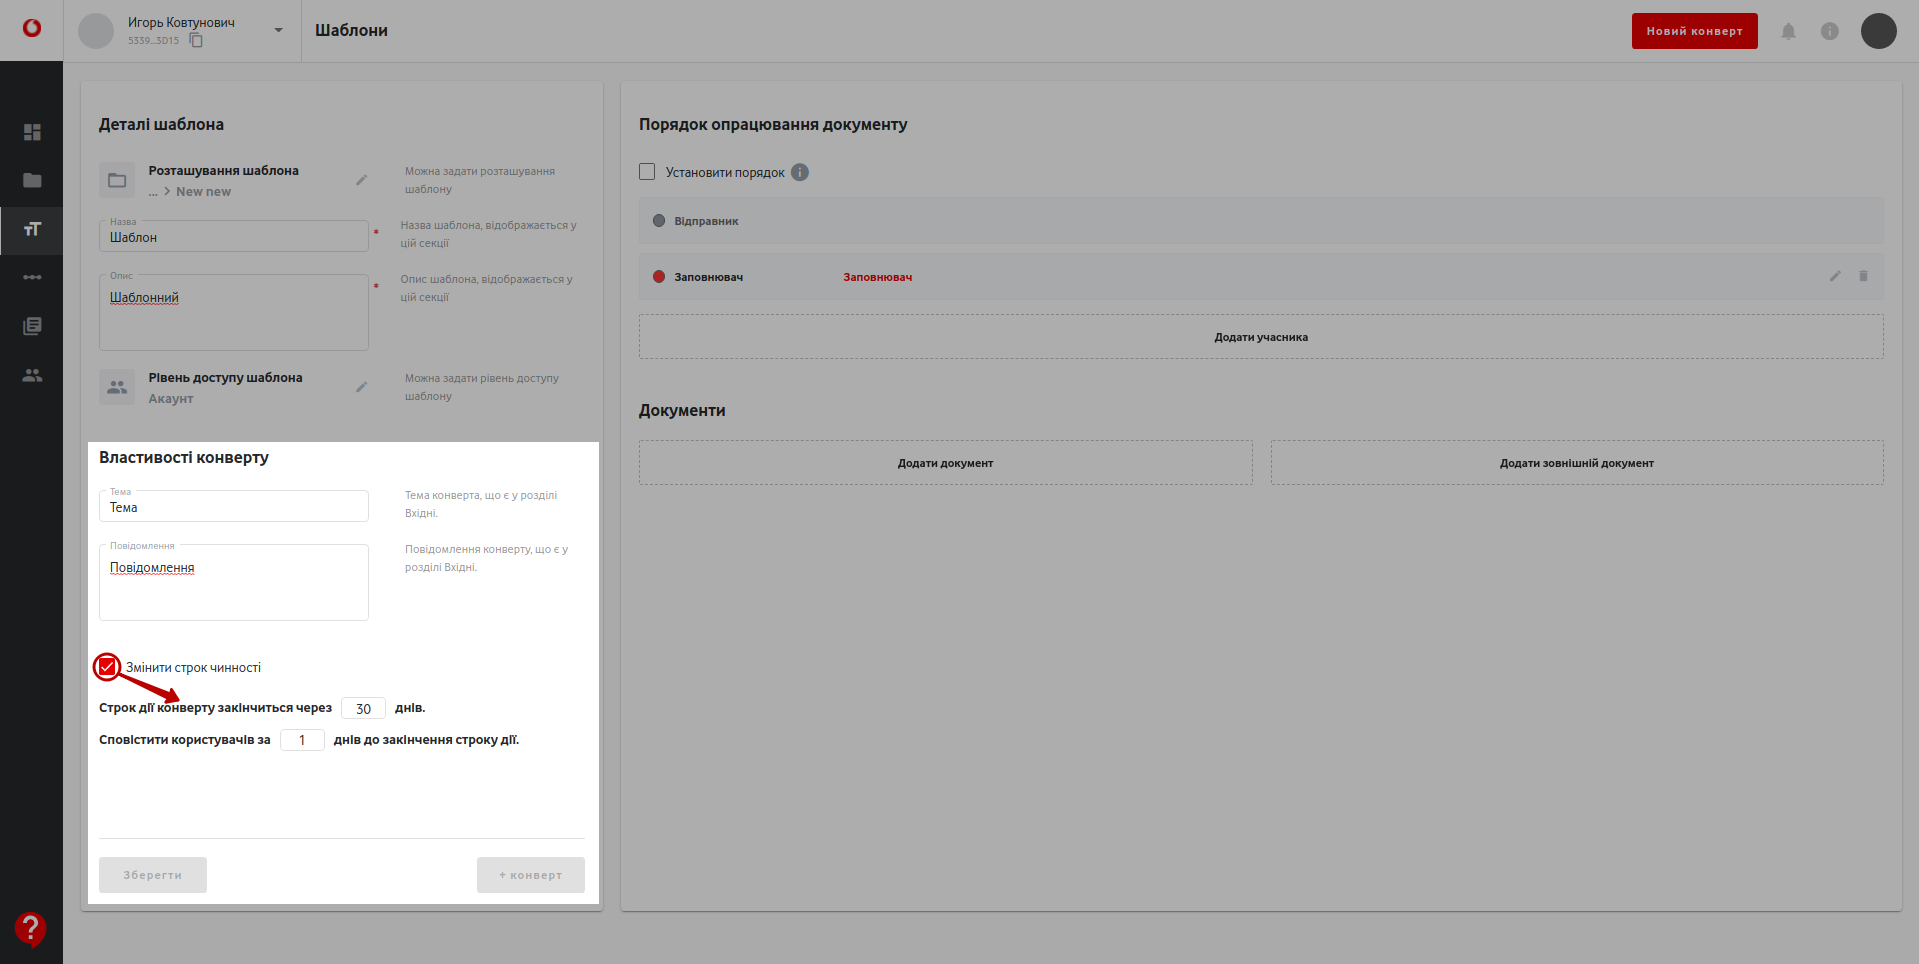 Игорь Ковтунович
5339...3D15
Шаблони
Новий конверт
Деталі шаблона
Розташування шаблона
... > New new
Можна задати розташування
шаблону
Назва
Шаблон
*
Назва шаблона, відображається у
цій секції
Опис
Шаблонний
*
Опис шаблона, відображається у
цій секції
Рівень доступу шаблона
Акаунт
Можна задати рівень доступу
шаблону
Властивості конверту
Тема
Тема
Тема конверта, що є у розділі
Вхідні.
Повідомлення
Повідомлення
Повідомлення конверту, що є у
розділі Вхідні.
Змінити строк чинності
Строк дії конверту закінчиться через 30 днів.
Сповістити користувачів за 1 днів до закінчення строку дії.
Зберегти
+ конверт
Порядок опрацювання документу
Установити порядок
Відправник
Заповнювач Заповнювач
Додати учасника
Документи
Додати документ
Додати зовнішній документ